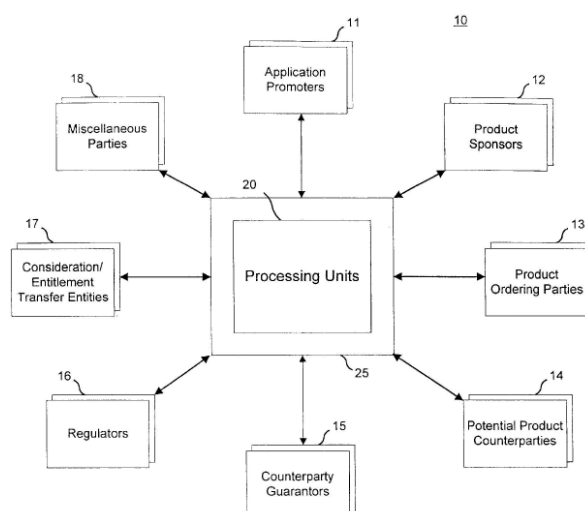 11
10
Application
Promoters
18
Miscellaneous
Parties
12
Product
Sponsors
20
Processing Units
17
Consideration/
Entitlement
Transfer Entities
13
Product
Ordering Parties
25
16
Regulators
15
Counterparty
Guarantors
14
Potential Product
Counterparties